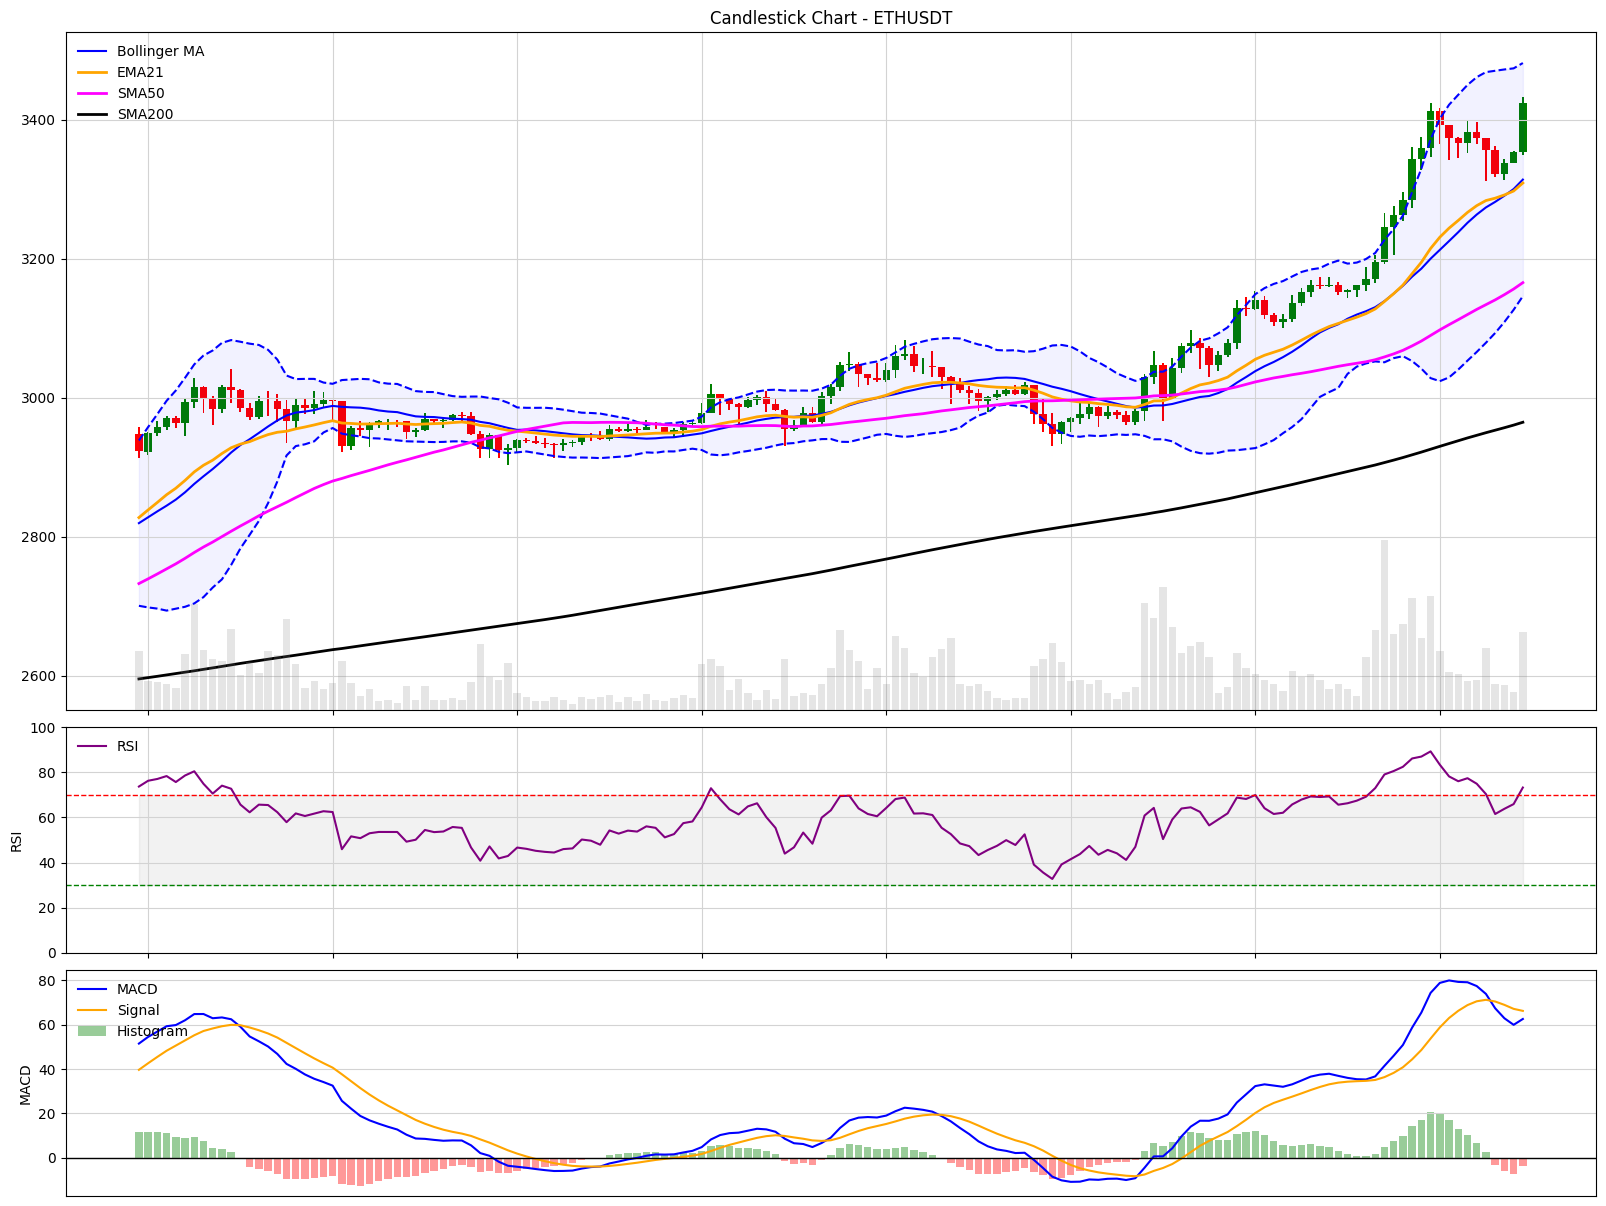 Candlestick Chart - ETHUSDT
Bollinger MA
EMA21
SMA50
SMA200
3400
3200
3000
2800
2600
100
RSI
80
60
RSI
40
20
0
80
MACD
Signal
60
Histogram
40
MACD
20
0